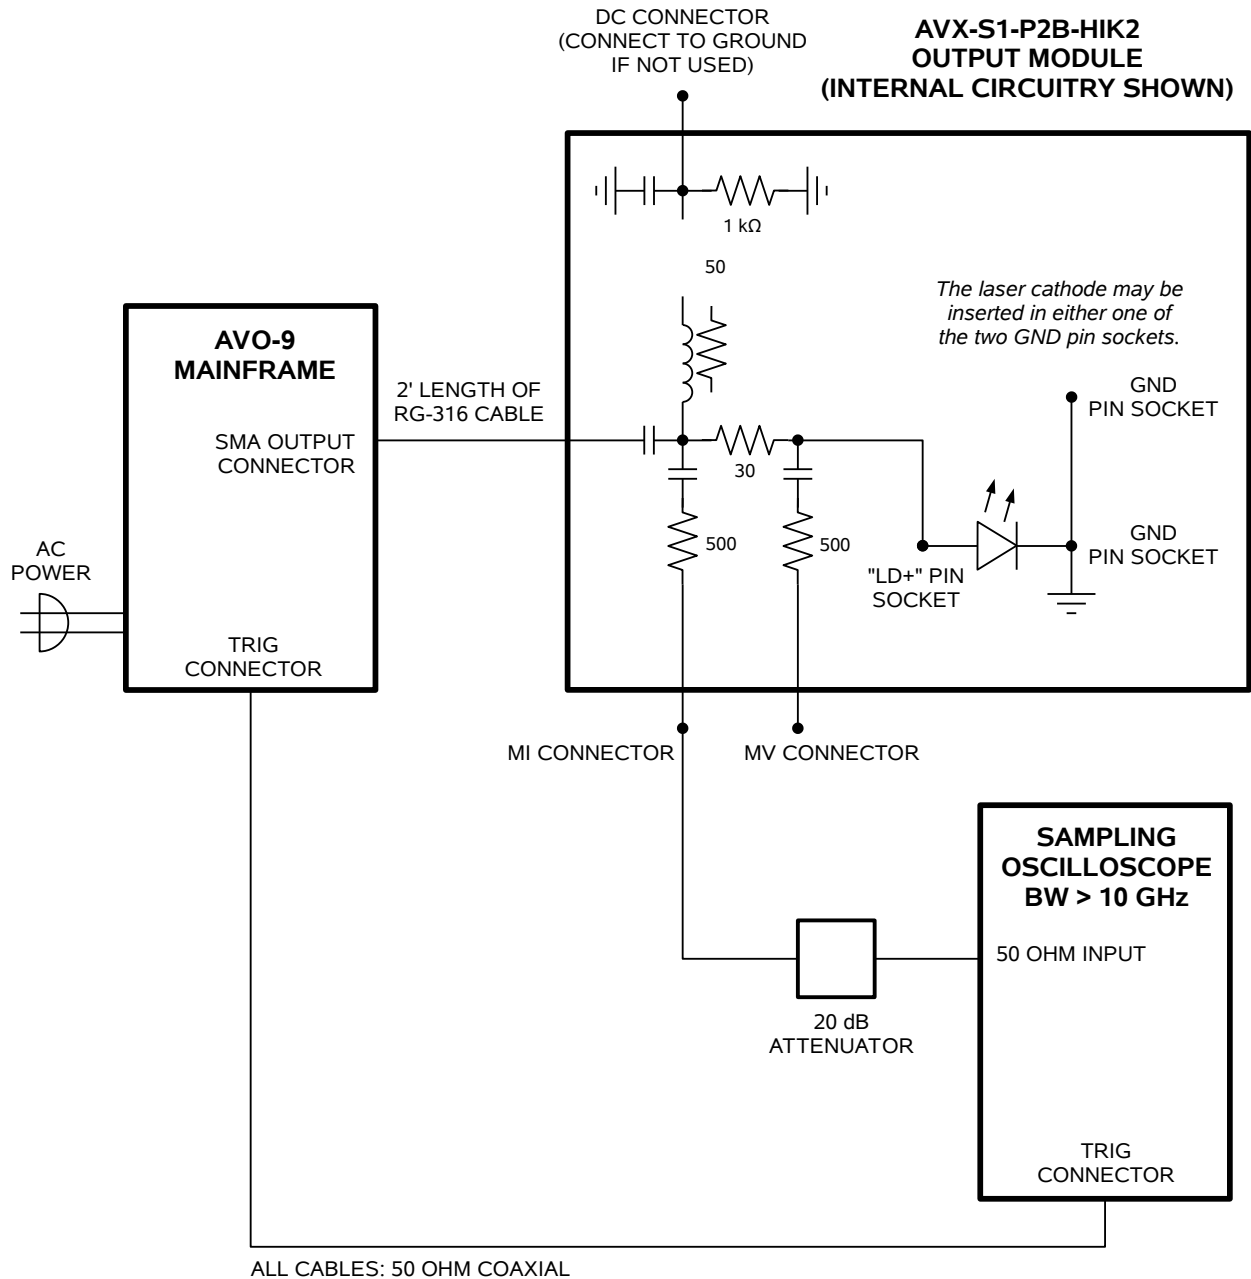 DC CONNECTOR
(CONNECT TO GROUND
IF NOT USED)
AVX-S1-P2B-HIK2
OUTPUT MODULE
(INTERNAL CIRCUITRY SHOWN)
1 kΩ
50
The laser cathode may be
inserted in either one of
the two GND pin sockets.
AVO-9
MAINFRAME
2' LENGTH OF
RG-316 CABLE
SMA OUTPUT
CONNECTOR
GND
PIN SOCKET
30
500
500
GND
PIN SOCKET
"LD+" PIN
SOCKET
AC
POWER
TRIG
CONNECTOR
MI CONNECTOR
MV CONNECTOR
SAMPLING
OSCILLOSCOPE
BW > 10 GHz
50 OHM INPUT
20 dB
ATTENUATOR
TRIG
CONNECTOR
ALL CABLES: 50 OHM COAXIAL